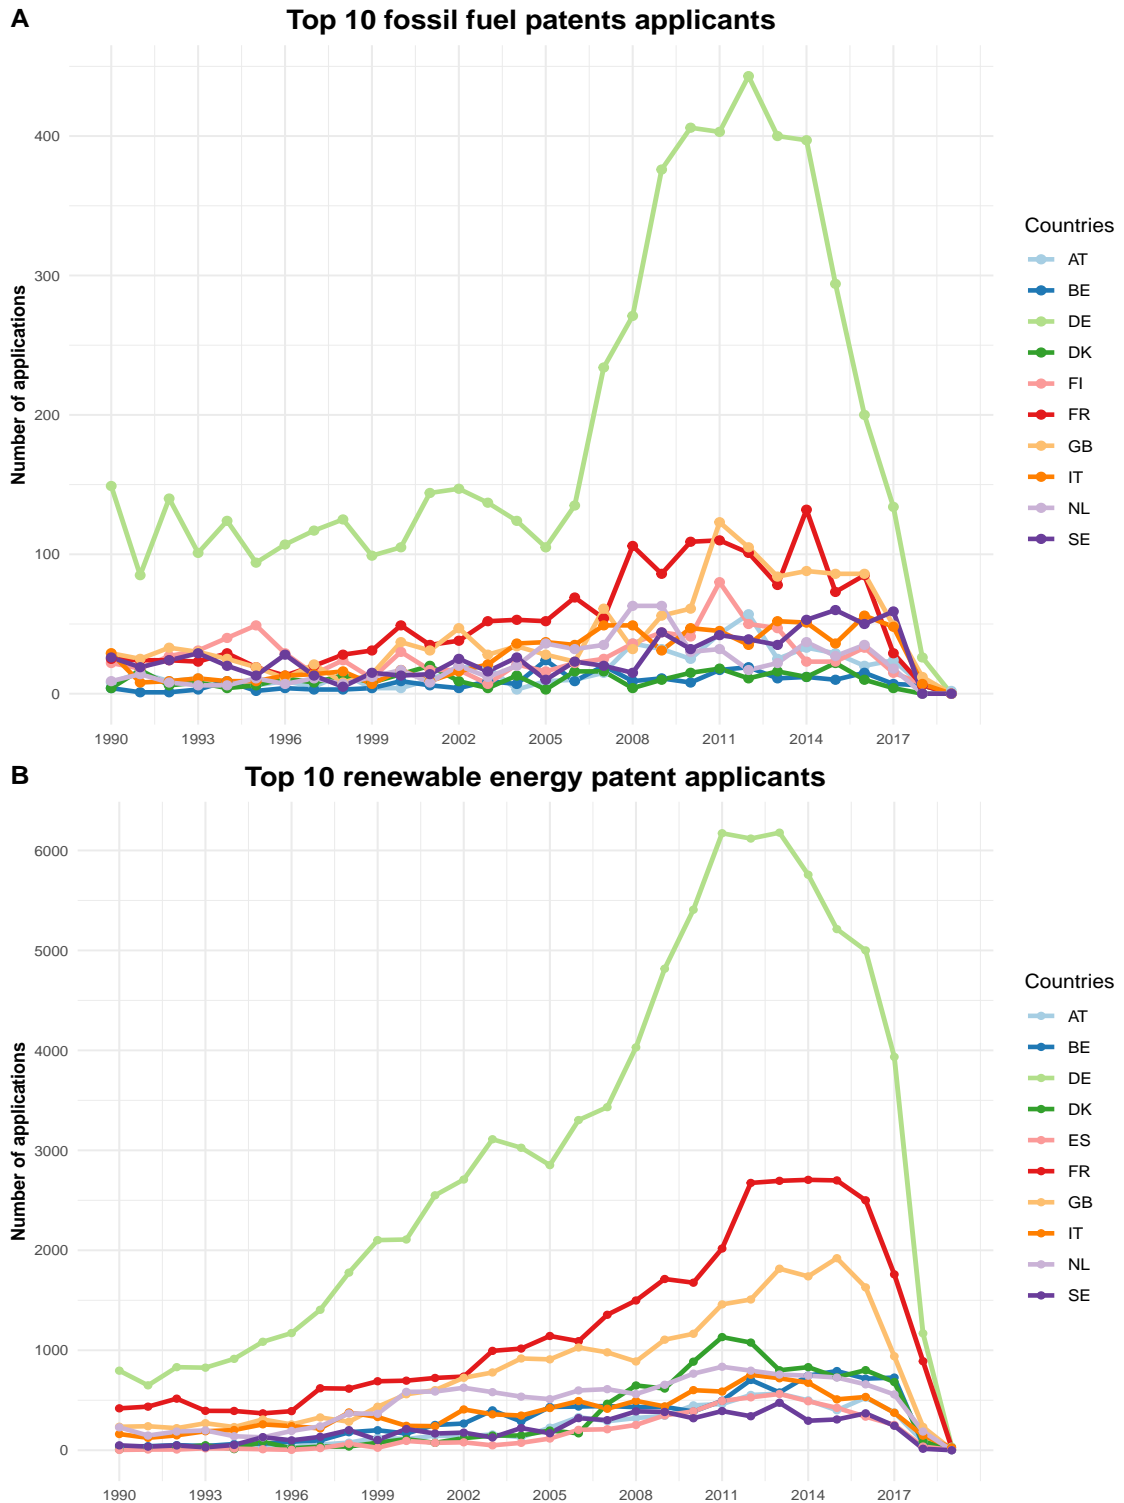 A
Top 10 fossil fuel patents applicants
Number of applications
400
300
200
100
0
1990 1993 1996 1999 2002 2005 2008 2011 2014 2017
Countries
AT
BE
DE
DK
FI
FR
GB
IT
NL
SE
B
Top 10 renewable energy patent applicants
Number of applications
6000
5000
4000
3000
2000
1000
0
1990 1993 1996 1999 2002 2005 2008 2011 2014 2017
Countries
AT
BE
DE
DK
ES
FR
GB
IT
NL
SE